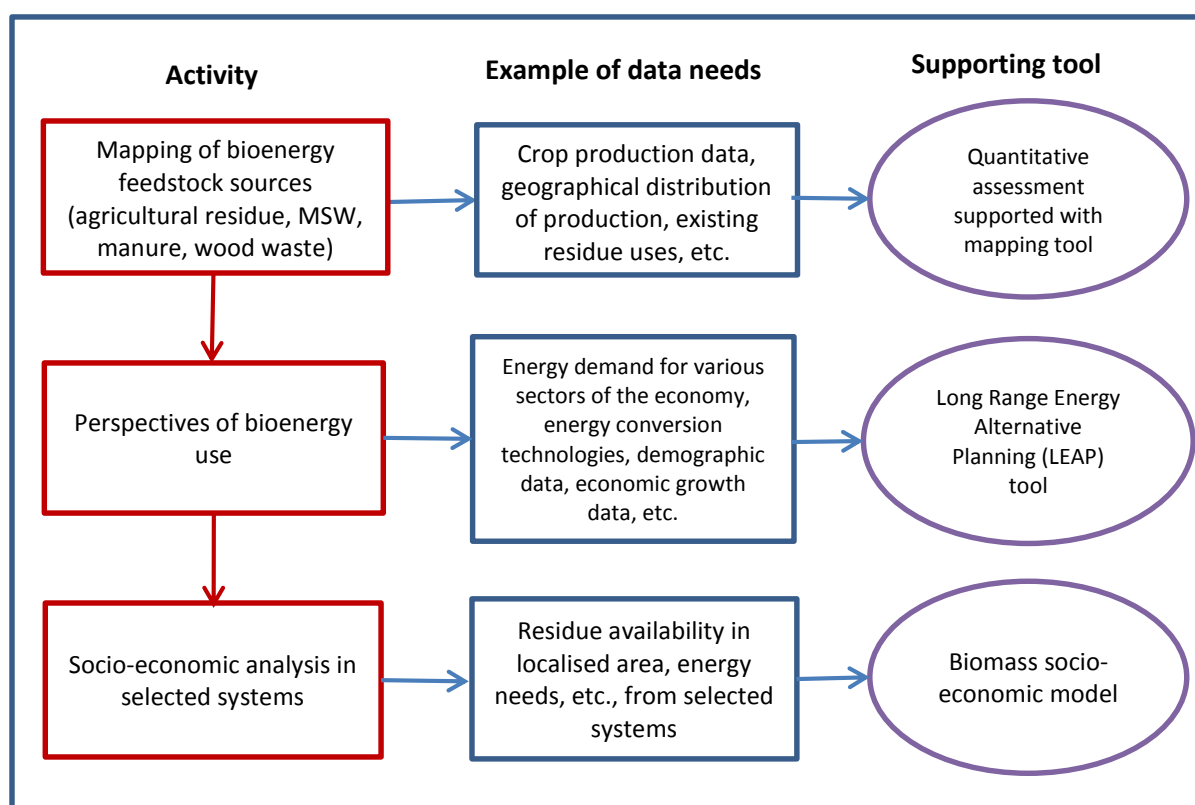 Activity
Example of data needs
Supporting tool
Mapping of bioenergy
feedstock sources
(agricultural residue, MSW,
manure, wood waste)
Crop production data,
geographical distribution
of production, existing
residue uses, etc.
Quantitative
assessment
supported with
mapping tool
Perspectives of bioenergy
use
Energy demand for various
sectors of the economy,
energy conversion
technologies, demographic
data, economic growth
data, etc.
Long Range Energy
Alternative
Planning (LEAP)
tool
Socio-economic analysis in
selected systems
Residue availability in
localised area, energy
needs, etc., from selected
systems
Biomass socio-
economic model